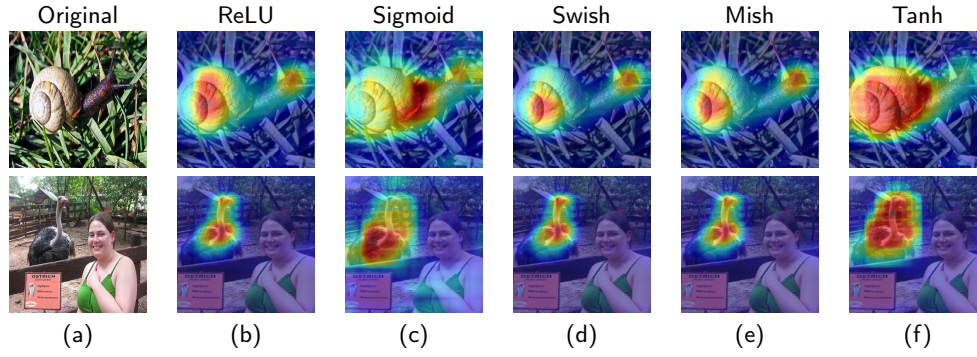 Original ReLU Sigmoid Swish Mish Tanh
OSTRICH
(a) (b) (c) (d) (e) (f)